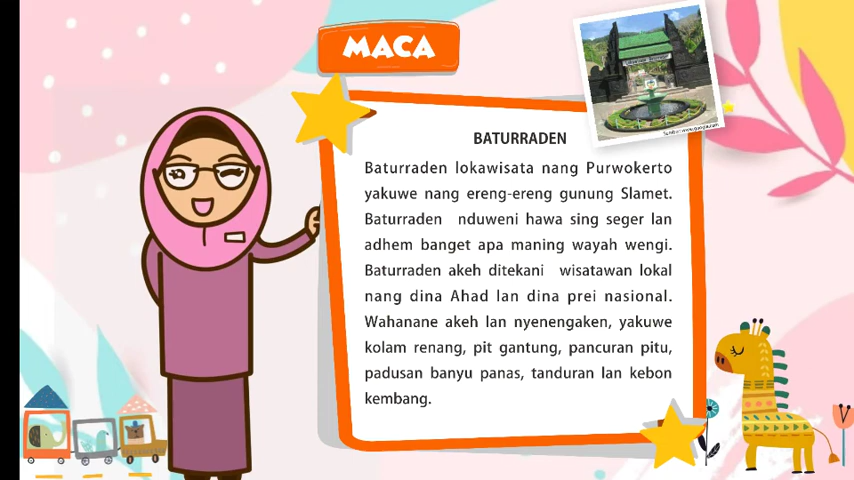 MACA
BATURRADEN
Baturraden lokawisata nang Purwokerto
yakuwe nang ereng-ereng gunung Slamet.
Baturraden nduweni hawa sing seger lan
adhem banget apa maning wayah wengi.
Baturraden akeh ditekani wisatawan lokal
nang dina Ahad lan dina prei nasional.
Wahanane akeh lan nyenengaken, yakuwe
kolam renang, pit gantung, pancuran pitu,
padusan banyu panas, tanduran lan kebon
kembang.